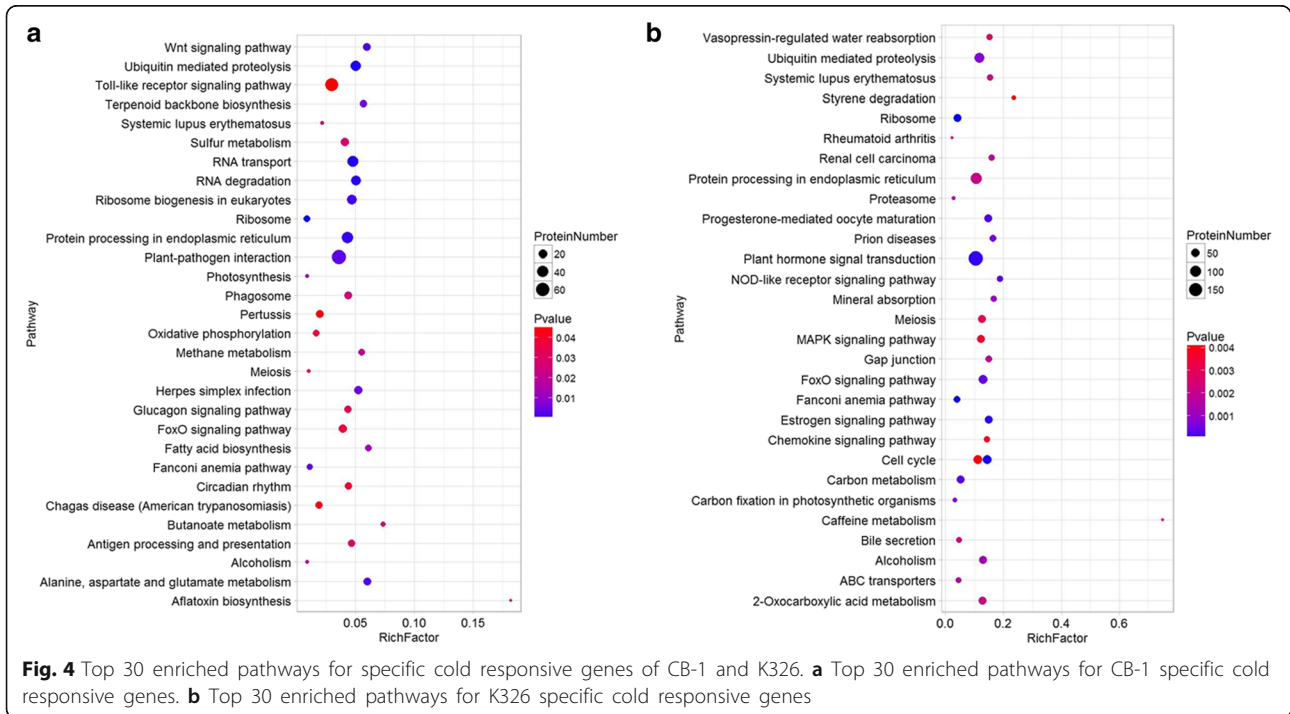 a
Wnt signaling pathway
Ubiquitin mediated proteolysis
Toll-like receptor signaling pathway
Terpenoid backbone biosynthesis
Systemic lupus erythematosus
Sulfur metabolism
RNA transport
RNA degradation
Ribosome biogenesis in eukaryotes
Ribosome
Protein processing in endoplasmic reticulum
Plant-pathogen interaction
Photosynthesis
Phagosome
Pertussis
Oxidative phosphorylation
Methane metabolism
Meiosis
Herpes simplex infection
Glucagon signaling pathway
FoxO signaling pathway
Fatty acid biosynthesis
Fanconi anemia pathway
Circadian rhythm
Chagas disease (American trypanosomiasis)
Butanoate metabolism
Antigen processing and presentation
Alcoholism
Alanine, aspartate and glutamate metabolism
Aflatoxin biosynthesis
Pathway
0.05 0.10 0.15
RichFactor
ProteinNumber
20
40
60
Pvalue
0.04
0.03
0.02
0.01
b
Vasopressin-regulated water reabsorption
Ubiquitin mediated proteolysis
Systemic lupus erythematosus
Styrene degradation
Ribosome
Rheumatoid arthritis
Renal cell carcinoma
Protein processing in endoplasmic reticulum
Proteasome
Progesterone-mediated oocyte maturation
Prion diseases
Plant hormone signal transduction
NOD-like receptor signaling pathway
Mineral absorption
Meiosis
MAPK signaling pathway
Gap junction
FoxO signaling pathway
Fanconi anemia pathway
Estrogen signaling pathway
Chemokine signaling pathway
Cell cycle
Carbon metabolism
Carbon fixation in photosynthetic organisms
Caffeine metabolism
Bile secretion
Alcoholism
ABC transporters
2-Oxocarboxylic acid metabolism
Pathway
0.0 0.2 0.4 0.6
RichFactor
ProteinNumber
50
100
150
Pvalue
0.004
0.003
0.002
0.001
Fig. 4 Top 30 enriched pathways for specific cold responsive genes of CB-1 and K326. a Top 30 enriched pathways for CB-1 specific cold
responsive genes. b Top 30 enriched pathways for K326 specific cold responsive genes